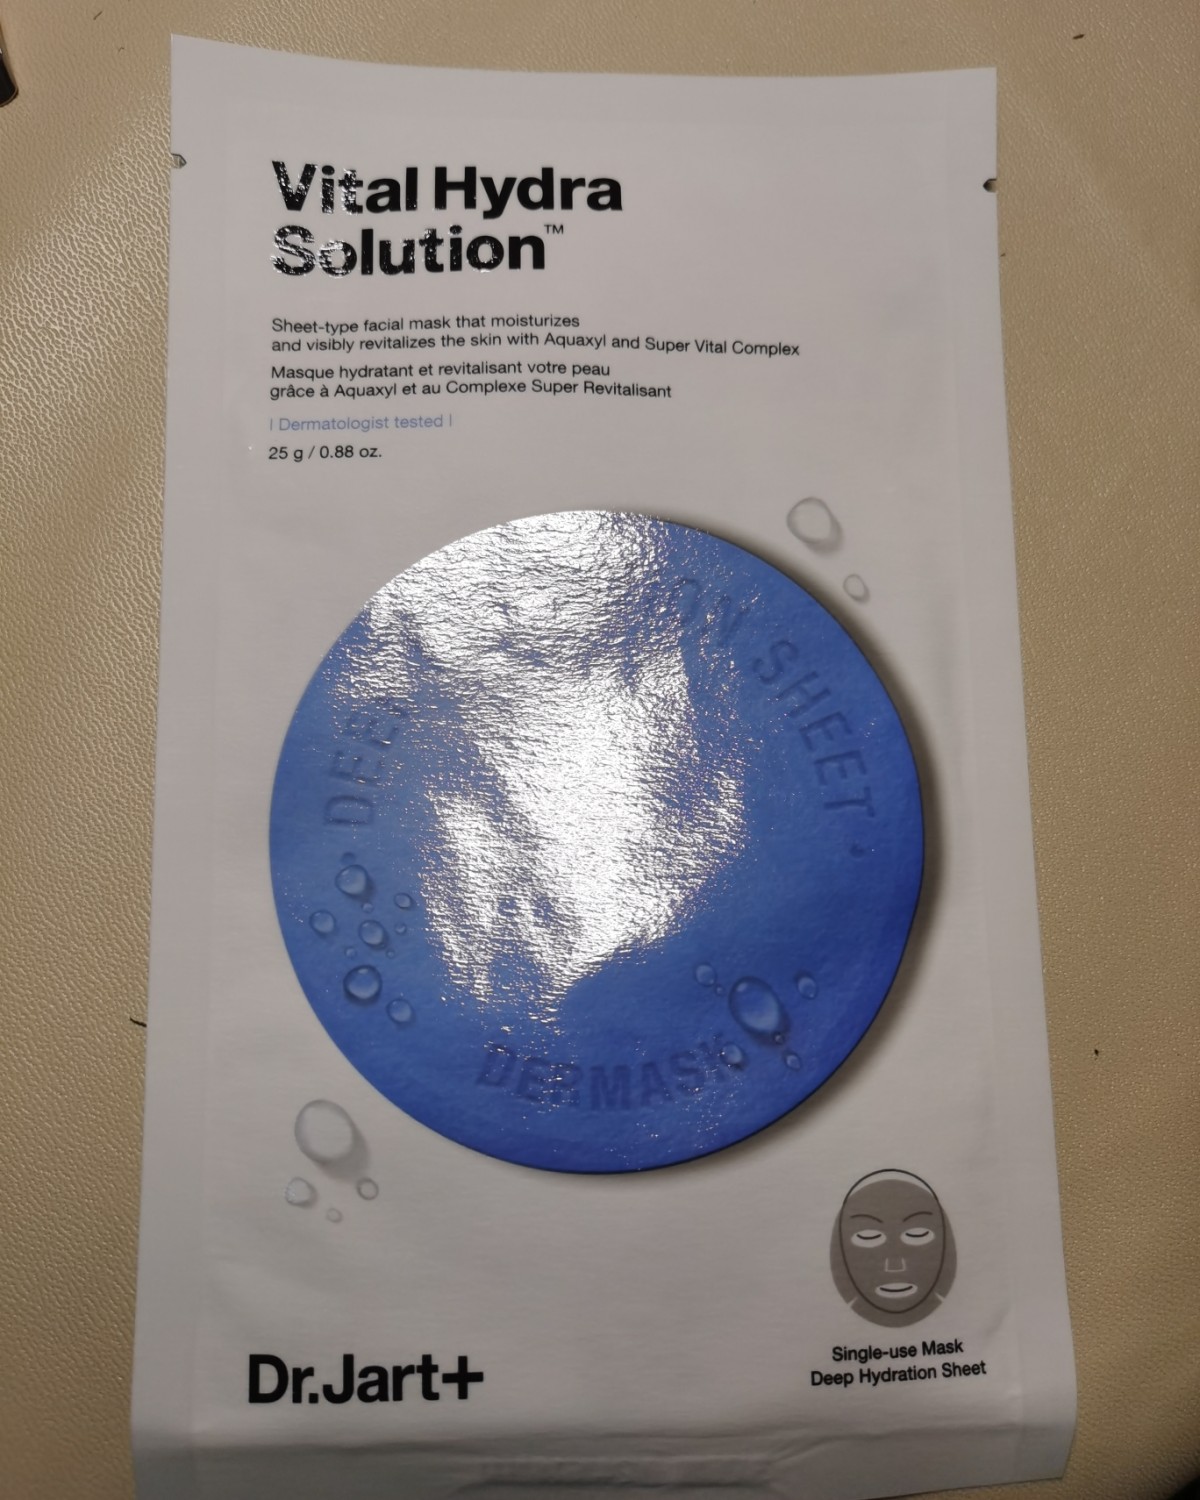 Vital Hydra
Solution™
Sheet-type facial mask that moisturizes
and visibly revitalizes the skin with Aquaxyl and Super Vital Complex
Masque hydratant et revitalisant votre peau
grâce à Aquaxyl et au Complexe Super Revitalisant
| Dermatologist tested |
25 g / 0.88 oz.
SHEET
DERMASK
Dr.Jart+
Single-use Mask
Deep Hydration Sheet